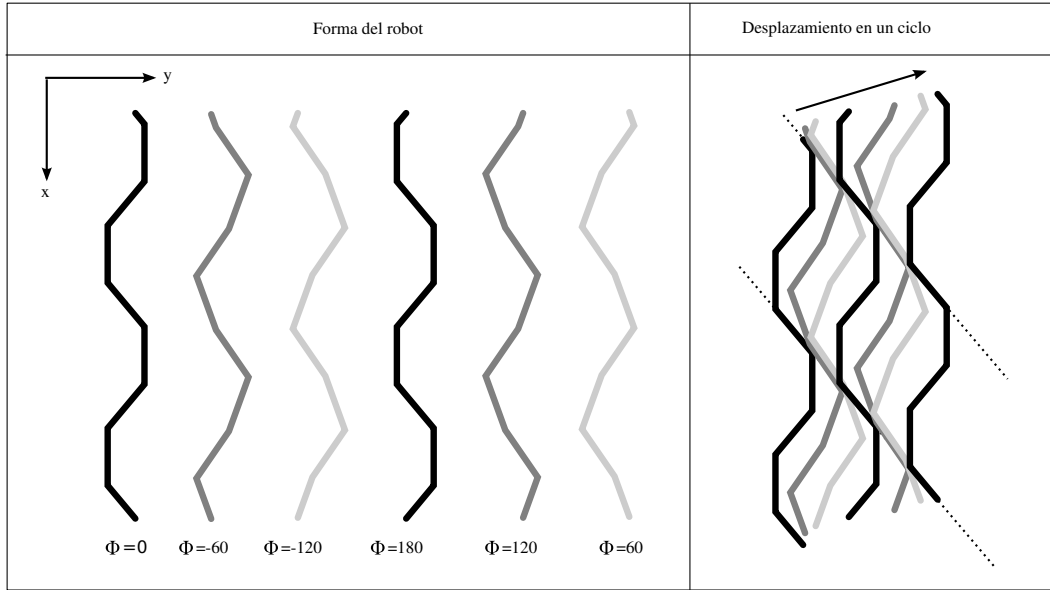 Forma del robot
Desplazamiento en un ciclo
y
x
Φ=0
Φ=-60
Φ=-120
Φ=180
Φ=120
Φ=60